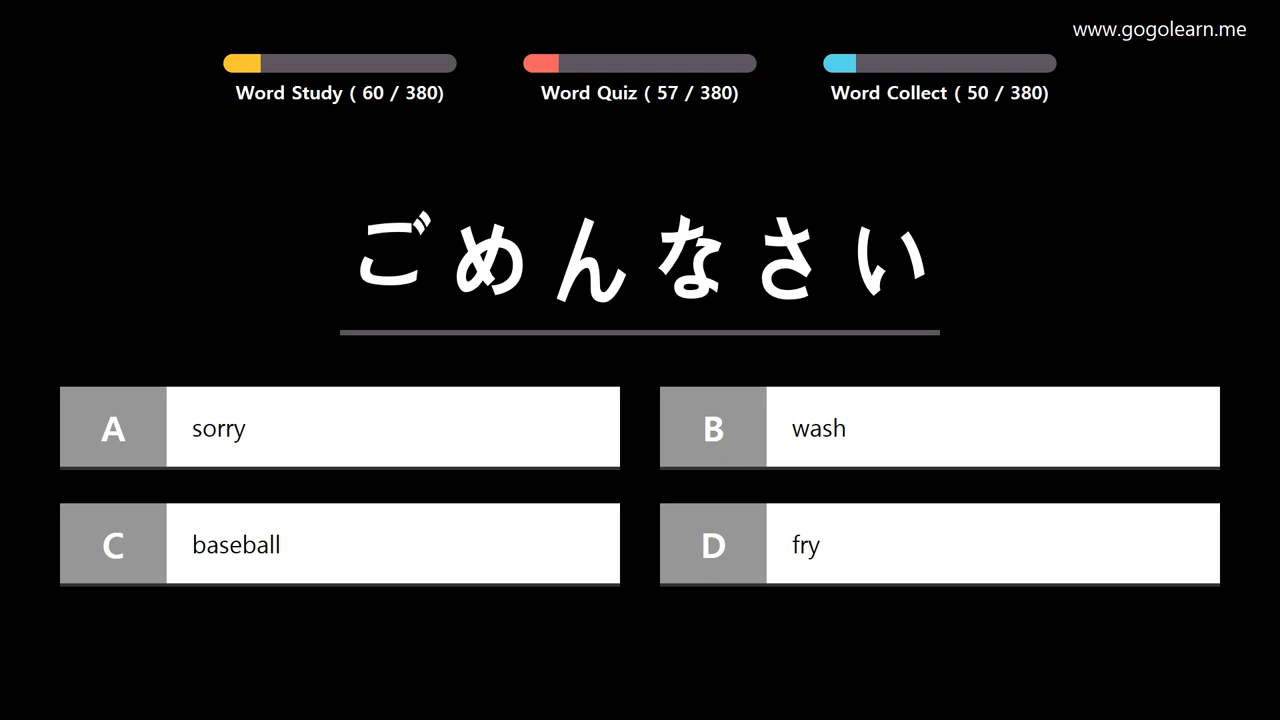 www.gogolearn.me
Word Study ( 60 / 380)
Word Quiz ( 57 / 380)
Word Collect ( 50 / 380)
ごめんなさい
A sorry
B wash
C baseball
D fry